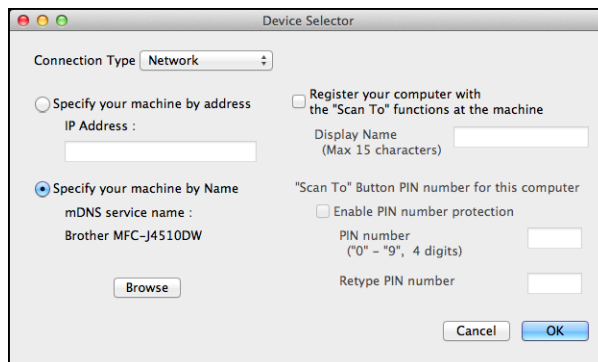 Device Selector
Connection Type Network
Specify your machine by address
IP Address :
Specify your machine by Name
mDNS service name :
Brother MFC-J4510DW
Browse
Register your computer with
the "Scan To" functions at the machine
Display Name
(Max 15 characters)
"Scan To" Button PIN number for this computer
Enable PIN number protection
PIN number
("0" - "9", 4 digits)
Retype PIN number
Cancel OK